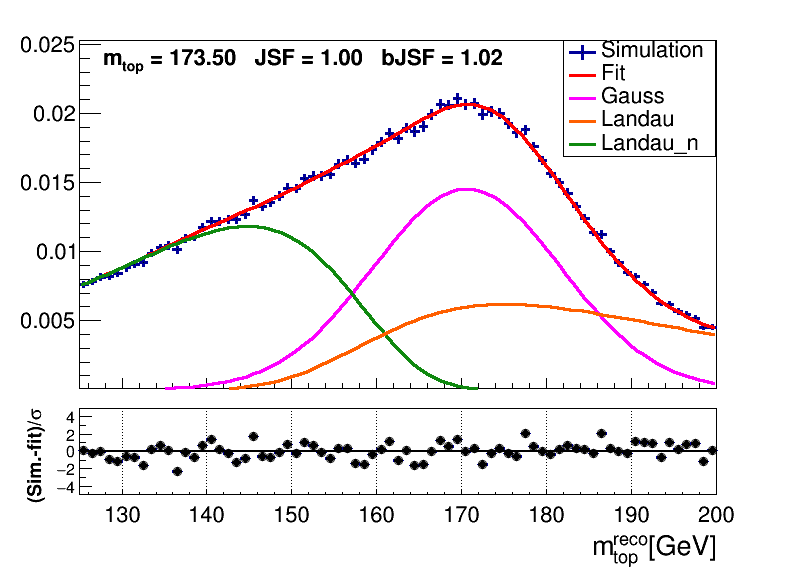 0.025
m_top = 173.50 JSF = 1.00 bJSF = 1.02
Simulation
Fit
Gauss
Landau
Landau_n
0.02
0.015
0.01
0.005
(Sim.-fit)/σ
4
2
0
−2
−4
130 140 150 160 170 180 190 200
m_top^reco[GeV]